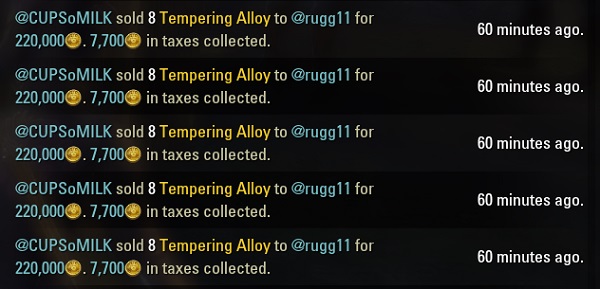 @CUPSoMILK sold 8 Tempering Alloy to @rugg11 for
220,000. 7,700 in taxes collected.
60 minutes ago.
@CUPSoMILK sold 8 Tempering Alloy to @rugg11 for
220,000. 7,700 in taxes collected.
60 minutes ago.
@CUPSoMILK sold 8 Tempering Alloy to @rugg11 for
220,000. 7,700 in taxes collected.
60 minutes ago.
@CUPSoMILK sold 8 Tempering Alloy to @rugg11 for
220,000. 7,700 in taxes collected.
60 minutes ago.
@CUPSoMILK sold 8 Tempering Alloy to @rugg11 for
220,000. 7,700 in taxes collected.
60 minutes ago.